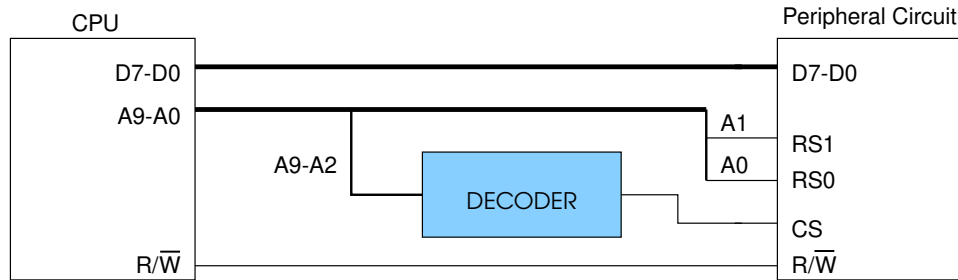 CPU
Peripheral Circuit
D7-D0
D7-D0
A9-A0
A1
RS1
A9-A2
A0
RS0
DECODER
CS
R/W̅
R/W̅